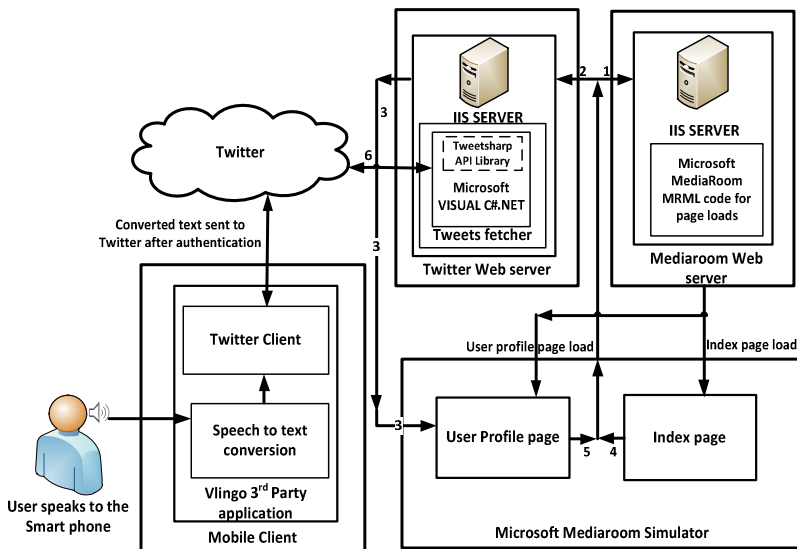 Twitter
Converted text sent to
Twitter after authentication
Twitter Client
Speech to text
conversion
Vlingo 3rd Party
application
Mobile Client
User speaks to the
Smart phone
IIS SERVER
Tweetsharp
API Library
Microsoft
VISUAL C#.NET
Tweets fetcher
Twitter Web server
IIS SERVER
Microsoft
MediaRoom
MRML code for
page loads
Mediaroom Web
server
2
1
3
6
3
User profile page load
Index page load
3
User Profile page
5
4
Index page
Microsoft Mediaroom Simulator